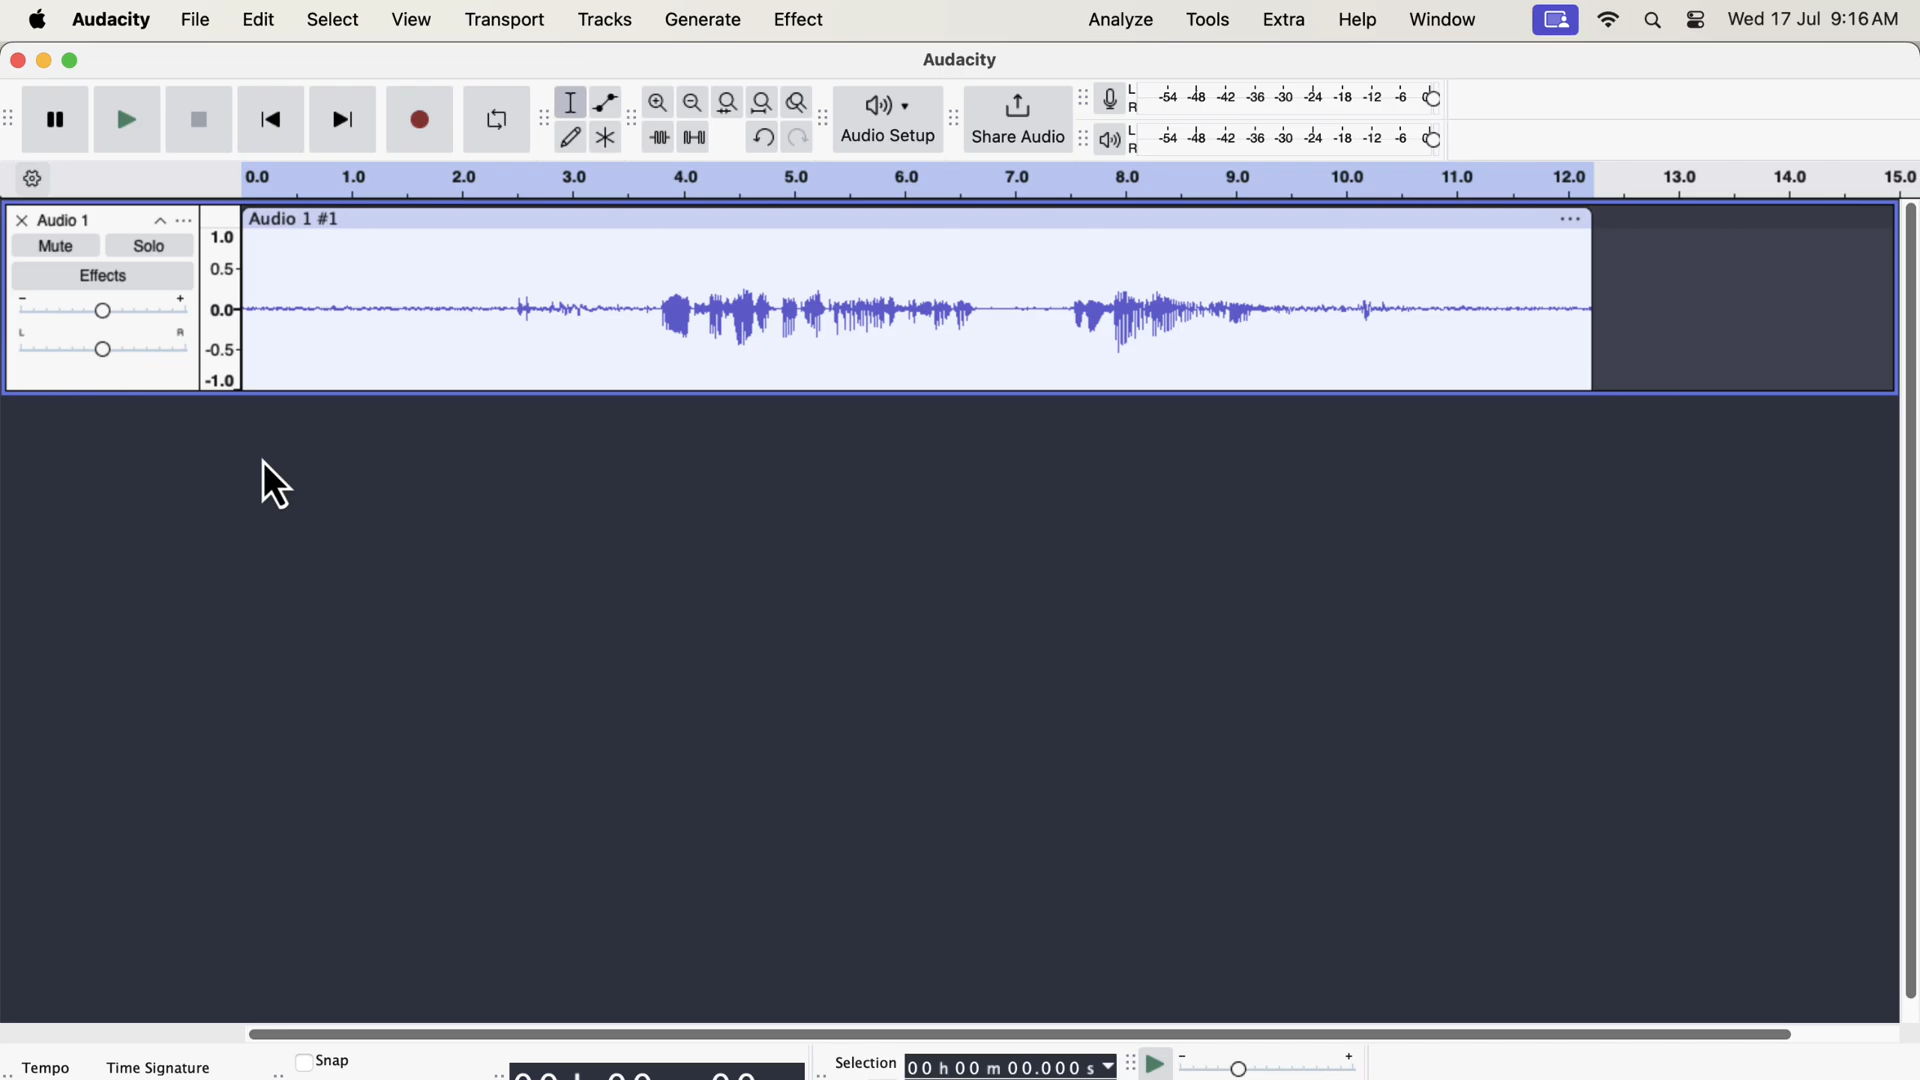 Audacity File Edit Select View Transport Tracks Generate Effect Analyze Tools Extra Help Window Wed 17 Jul 9:16 AM
Audacity
Audio Setup
Share Audio
L R -54 -48 -42 -36 -30 -24 -18 -12 -6 0
L R -54 -48 -42 -36 -30 -24 -18 -12 -6 0
0.0 1.0 2.0 3.0 4.0 5.0 6.0 7.0 8.0 9.0 10.0 11.0 12.0 13.0 14.0 15.0
Audio 1
Audio 1 #1
Mute Solo
Effects
- +
L R
1.0
0.5
0.0
-0.5
-1.0
Tempo Time Signature Snap
Selection 00 h 00 m 00.000 s
- +